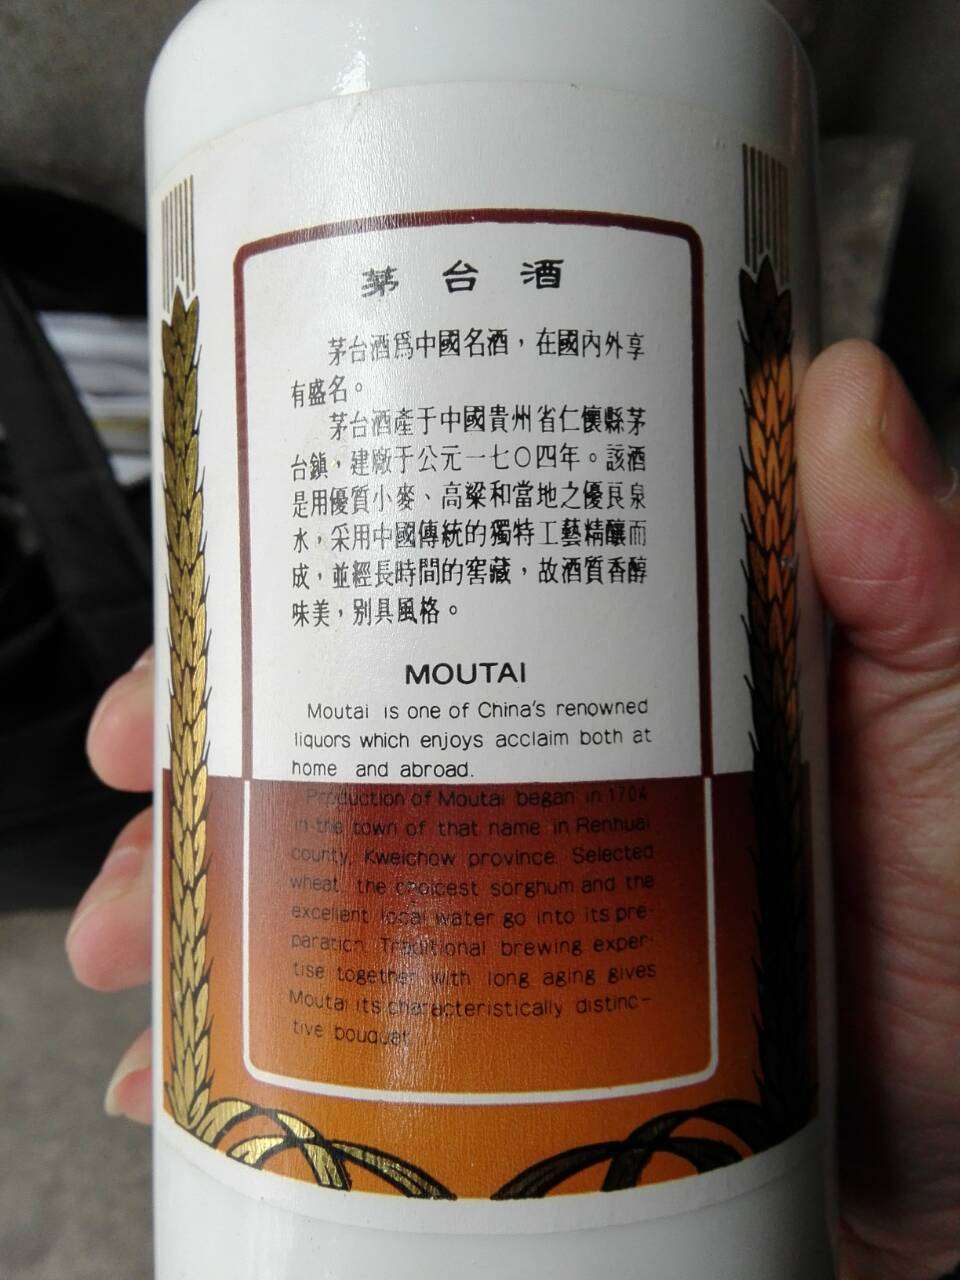 茅台酒
茅台酒爲中國名酒，在國內外享
有盛名。
茅台酒產于中國貴州省仁懷縣茅
台鎮，建廠于公元一七〇四年。該酒
是用優質小麥、高粱和當地之優良泉
水，采用中國傳統的獨特工藝精釀而
成，並經長時間的窖藏，故酒質香醇
味美，别具風格。
MOUTAI
Moutai is one of China's renowned
liquors which enjoys acclaim both at
home and abroad.
Production of Moutai began in 1704
in the town of that name in Renhuai
county, Kweichow province. Selected
wheat, the choicest sorghum and the
excellent local water go into its pre-
paration. Traditional brewing exper-
tise together with long aging gives
Moutai its characteristically distinc-
tive bouquat.